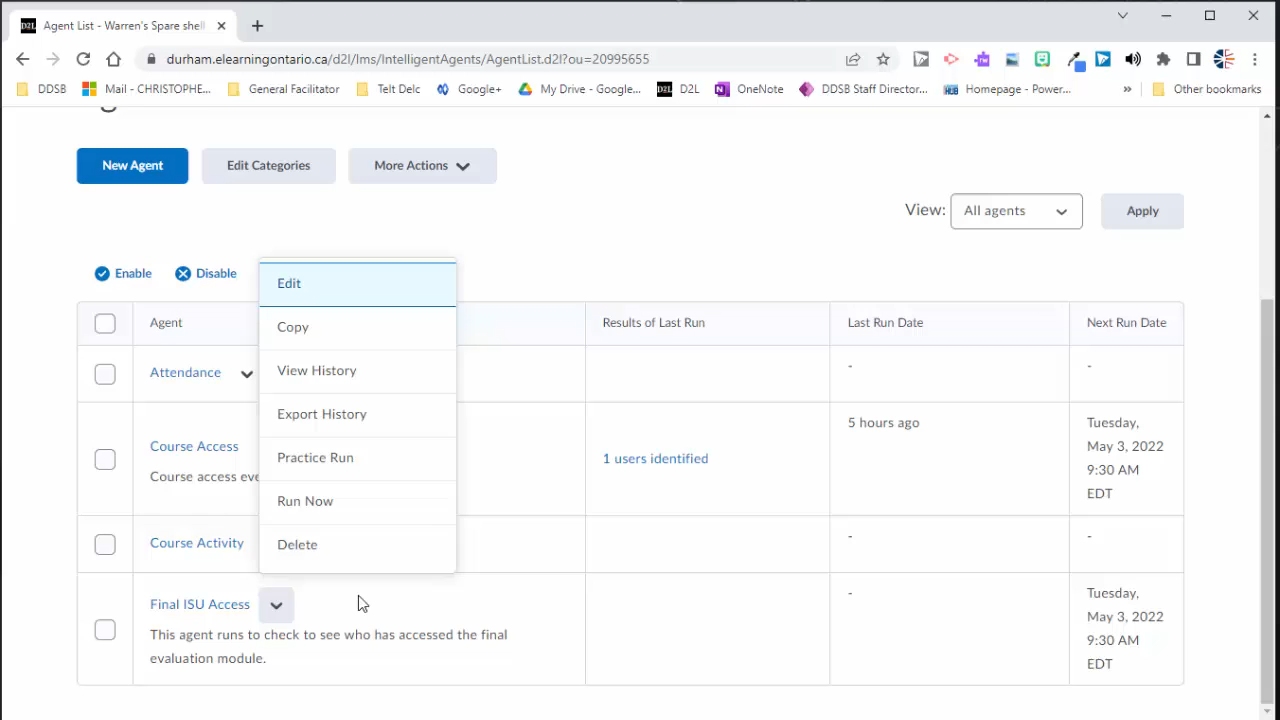 D2L Agent List - Warren's Spare shell
durham.elearningontario.ca/d2l/lms/IntelligentAgents/AgentList.d2l?ou=20995655
DDSB Mail - CHRISTOPHE... General Facilitator Telt Delc Google+ My Drive - Google... D2L D2L OneNote DDSB Staff Director... HUB Homepage - Power... » Other bookmarks
New Agent Edit Categories More Actions
View: All agents Apply
Enable Disable
Edit
Copy
View History
Export History
Practice Run
Run Now
Delete
Agent Results of Last Run Last Run Date Next Run Date
Attendance - -
Course Access
Course access eve
1 users identified
5 hours ago
Tuesday,
May 3, 2022
9:30 AM
EDT
Course Activity - -
Final ISU Access
This agent runs to check to see who has accessed the final
evaluation module.
-
Tuesday,
May 3, 2022
9:30 AM
EDT